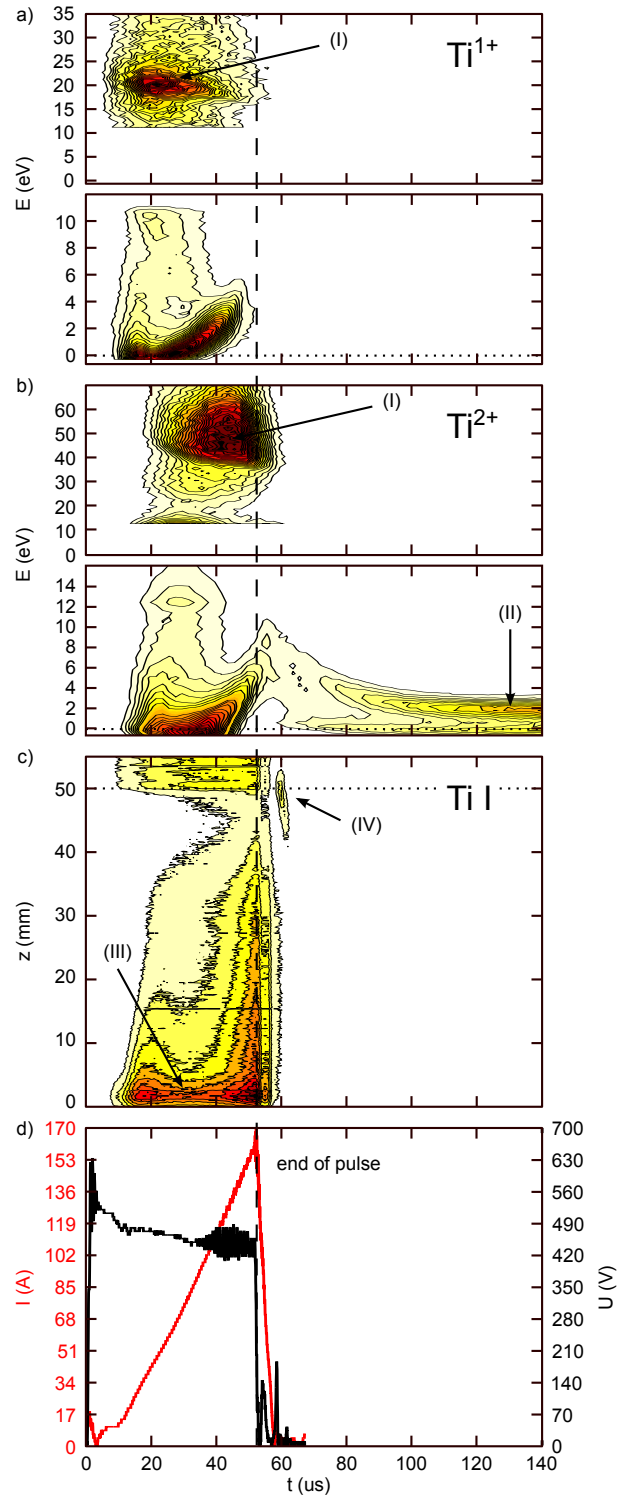 a)
35
30
25
20
15
10
5
0
(I)
Ti1+
E (eV)
10
8
6
4
2
0
b)
60
50
40
30
20
10
0
(I)
Ti2+
E (eV)
14
12
10
8
6
4
2
0
(II)
c)
50
40
30
20
10
0
z (mm)
Ti I
(IV)
(III)
d)
170
153
136
119
102
85
68
51
34
17
0
I (A)
end of pulse
700
630
560
490
420
350
280
210
140
70
0
U (V)
0 20 40 60 80 100 120 140
t (us)